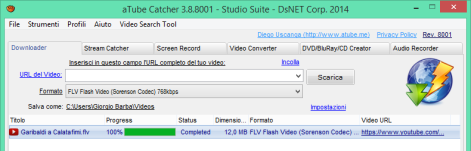 aTube Catcher 3.8.8001 - Studio Suite - DsNET Corp. 2014
File Strumenti Profili Aiuto Video Search Tool
Diego Uscanga (http://www.atube.me) Privacy Policy Rev. 8001
Downloader Stream Catcher Screen Record Video Converter DVD/BluRay/CD Creator Audio Recorder
Inserisci in questo campo l'URL completo del tuo video: Incolla
URL del Video: Scarica
Formato FLV Flash Video (Sorenson Codec) 768kbps
Salva come: C:\Users\Giorgio Barba\Videos Impostazioni
Titolo Progress Status Dimensio... Formato Video URL
Garibaldi a Calatafimi.flv 100% Completed 12,0 MB FLV Flash Video (Sorenson Codec) ... https://www.youtube.com/...